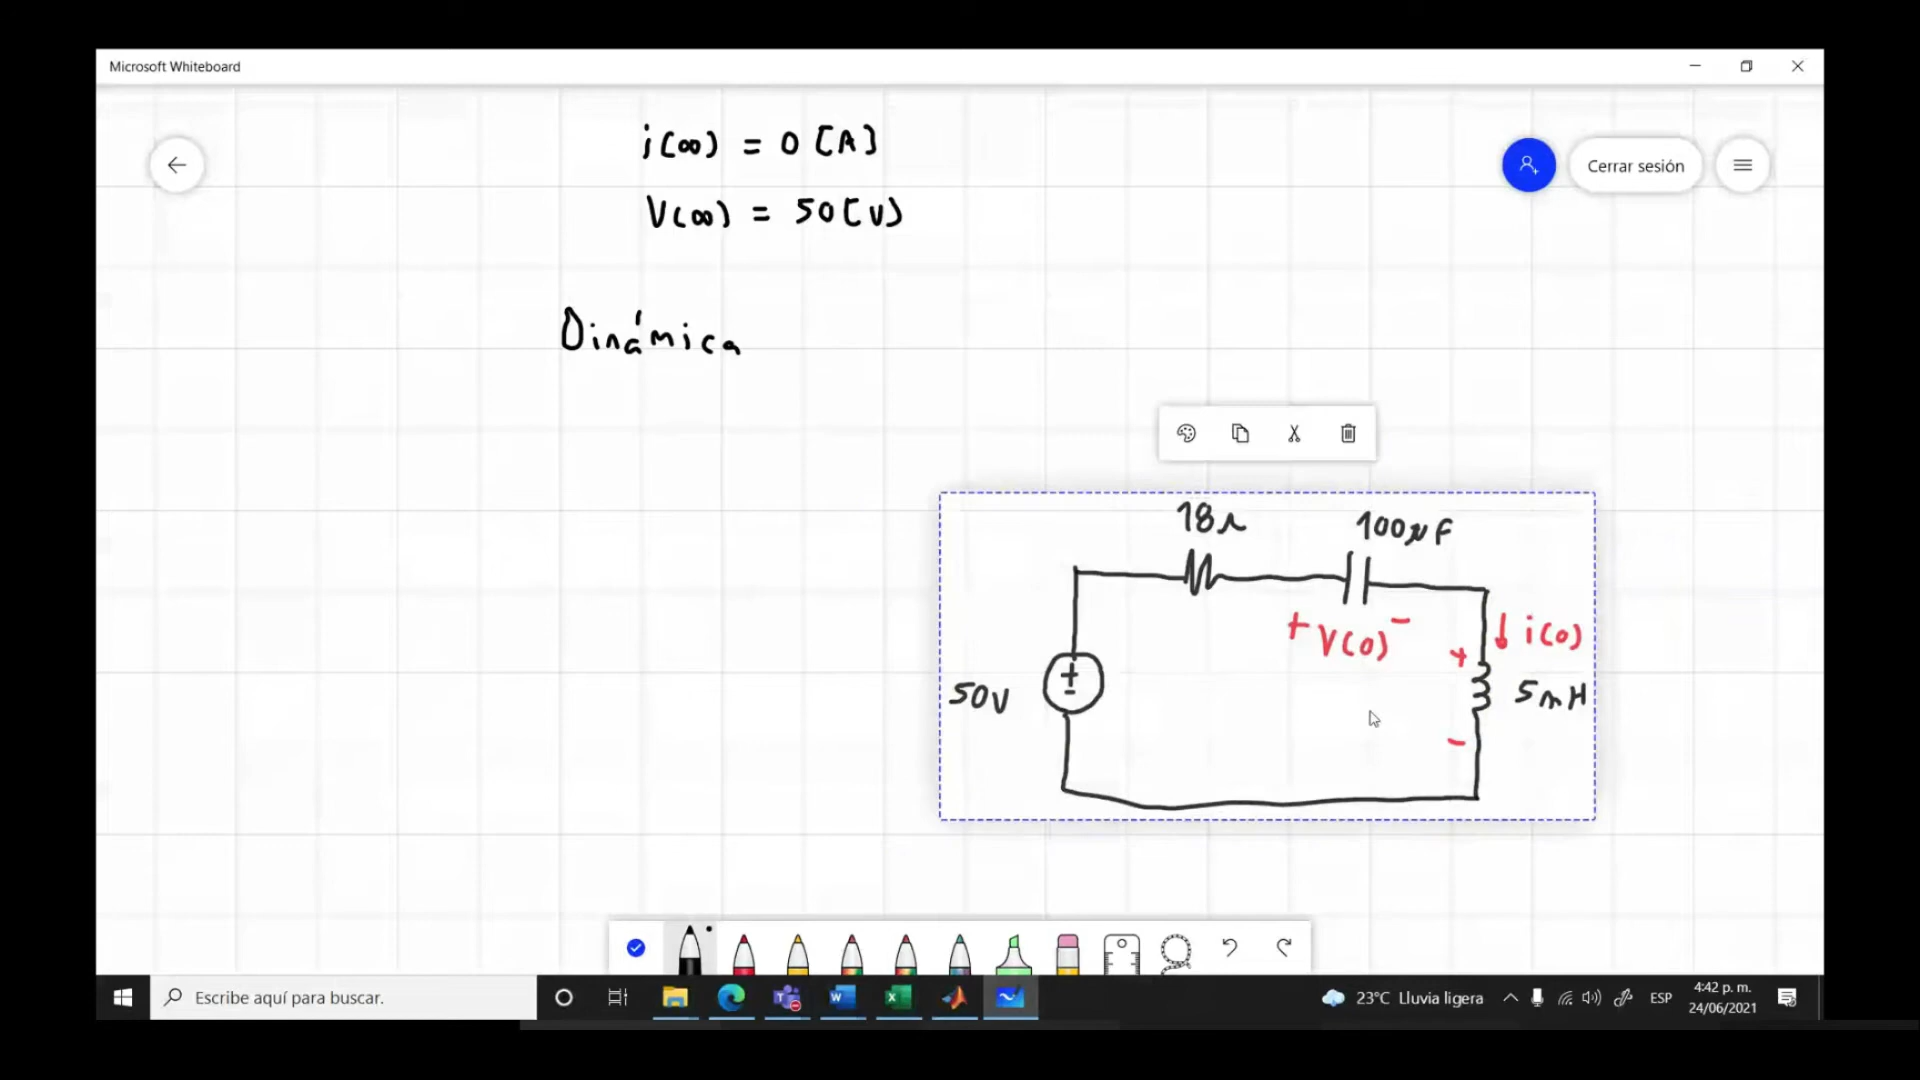 Microsoft Whiteboard
i(∞) = 0 [A]
Cerrar sesión
V(∞) = 50 [V]
Dinámica
18Ω
100μF
+ V(0) -
i(0)
+
50V
+
-
5mH
-
Escribe aquí para buscar.
23°C Lluvia ligera
ESP
4:42 p. m.
24/06/2021